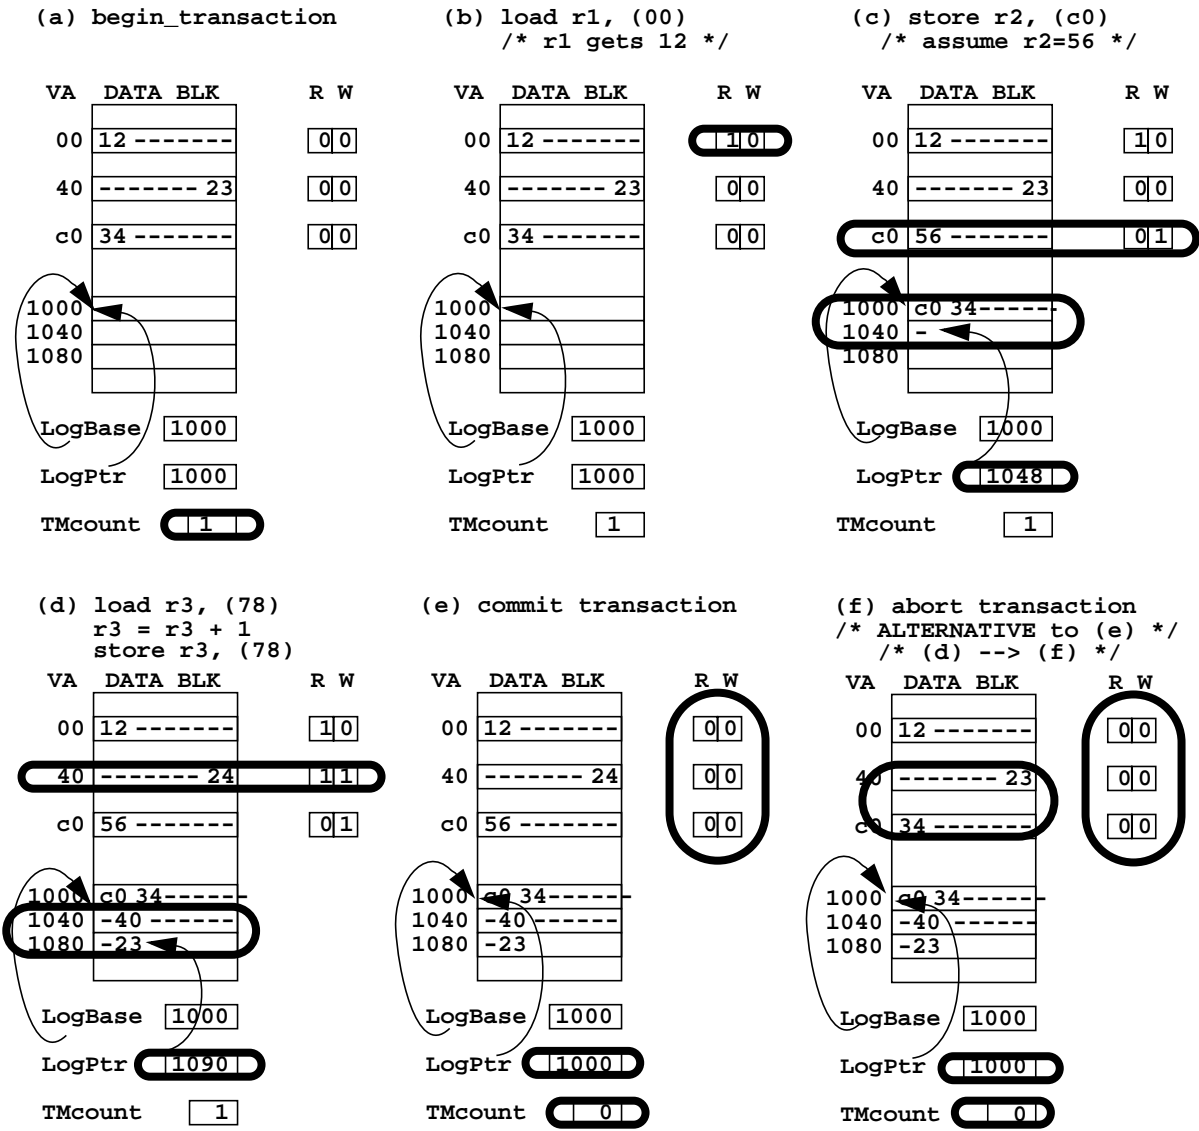 (a) begin_transaction
VA DATA BLK R W
00 12 ------- 0 0
40 ------- 23 0 0
c0 34 ------- 0 0
1000
1040
1080
LogBase 1000
LogPtr 1000
TMcount 1
(b) load r1, (00)
/* r1 gets 12 */
VA DATA BLK R W
00 12 ------- 1 0
40 ------- 23 0 0
c0 34 ------- 0 0
1000
1040
1080
LogBase 1000
LogPtr 1000
TMcount 1
(c) store r2, (c0)
/* assume r2=56 */
VA DATA BLK R W
00 12 ------- 1 0
40 ------- 23 0 0
c0 56 ------- 0 1
1000 c0 34------
1040 -
1080
LogBase 1000
LogPtr 1048
TMcount 1
(d) load r3, (78)
r3 = r3 + 1
store r3, (78)
VA DATA BLK R W
00 12 ------- 1 0
40 ------- 24 1 1
c0 56 ------- 0 1
1000 c0 34------
1040 -40 ------
1080 -23
LogBase 1000
LogPtr 1090
TMcount 1
(e) commit transaction
VA DATA BLK R W
00 12 ------- 0 0
40 ------- 24 0 0
c0 56 ------- 0 0
1000 c0 34------
1040 -40 ------
1080 -23
LogBase 1000
LogPtr 1000
TMcount 0
(f) abort transaction
/* ALTERNATIVE to (e) */
/* (d) --> (f) */
VA DATA BLK R W
00 12 ------- 0 0
40 ------- 23 0 0
c0 34 ------- 0 0
1000 c0 34------
1040 -40 ------
1080 -23
LogBase 1000
LogPtr 1000
TMcount 0